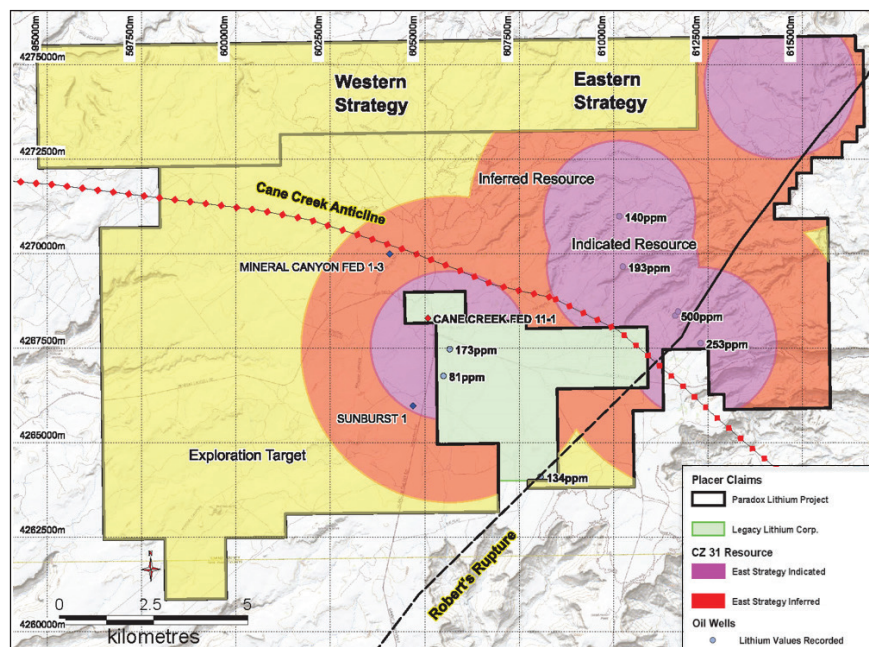 595000m
597500m
600000m
602500m
605000m
607500m
610000m
612500m
615000m
4275000m
4272500m
4270000m
4267500m
4265000m
4262500m
4260000m
Western
Strategy
Eastern
Strategy
Inferred Resource
Cane Creek Anticline
140ppm
Indicated Resource
MINERAL CANYON FED 1-3
193ppm
CANE CREEK FED 11-1
500ppm
173ppm
253ppm
81ppm
SUNBURST 1
Exploration Target
134ppm
Robert's Rupture
N
0 2.5 5
kilometres
Placer Claims
Paradox Lithium Project
Legacy Lithium Corp.
CZ 31 Resource
East Strategy Indicated
East Strategy Inferred
Oil Wells
Lithium Values Recorded